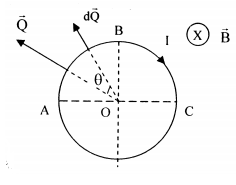 Q⃗ dQ⃗ B I X B⃗
θ
A O C